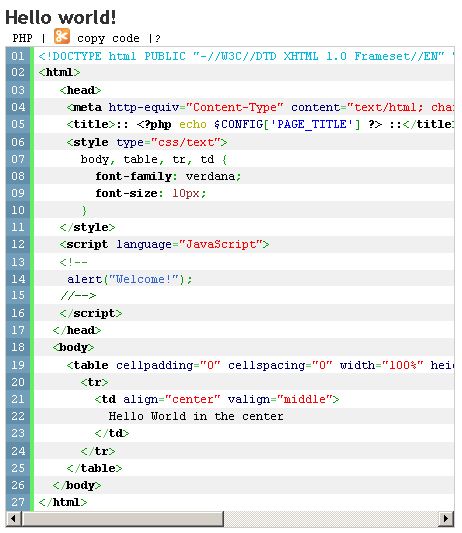 Hello world!
PHP | copy code |?
01 <!DOCTYPE html PUBLIC "-//W3C//DTD XHTML 1.0 Frameset//EN" "
02 <html>
03 <head>
04 <meta http-equiv="Content-Type" content="text/html; cha
05 <title>:: <?php echo $CONFIG['PAGE_TITLE'] ?> ::</title
06 <style type="css/text">
07 body, table, tr, td {
08 font-family: verdana;
09 font-size: 10px;
10 }
11 </style>
12 <script language="JavaScript">
13 <!--
14 alert("Welcome!");
15 //-->
16 </script>
17 </head>
18 <body>
19 <table cellpadding="0" cellspacing="0" width="100%" hei
20 <tr>
21 <td align="center" valign="middle">
22 Hello World in the center
23 </td>
24 </tr>
25 </table>
26 </body>
27 </html>